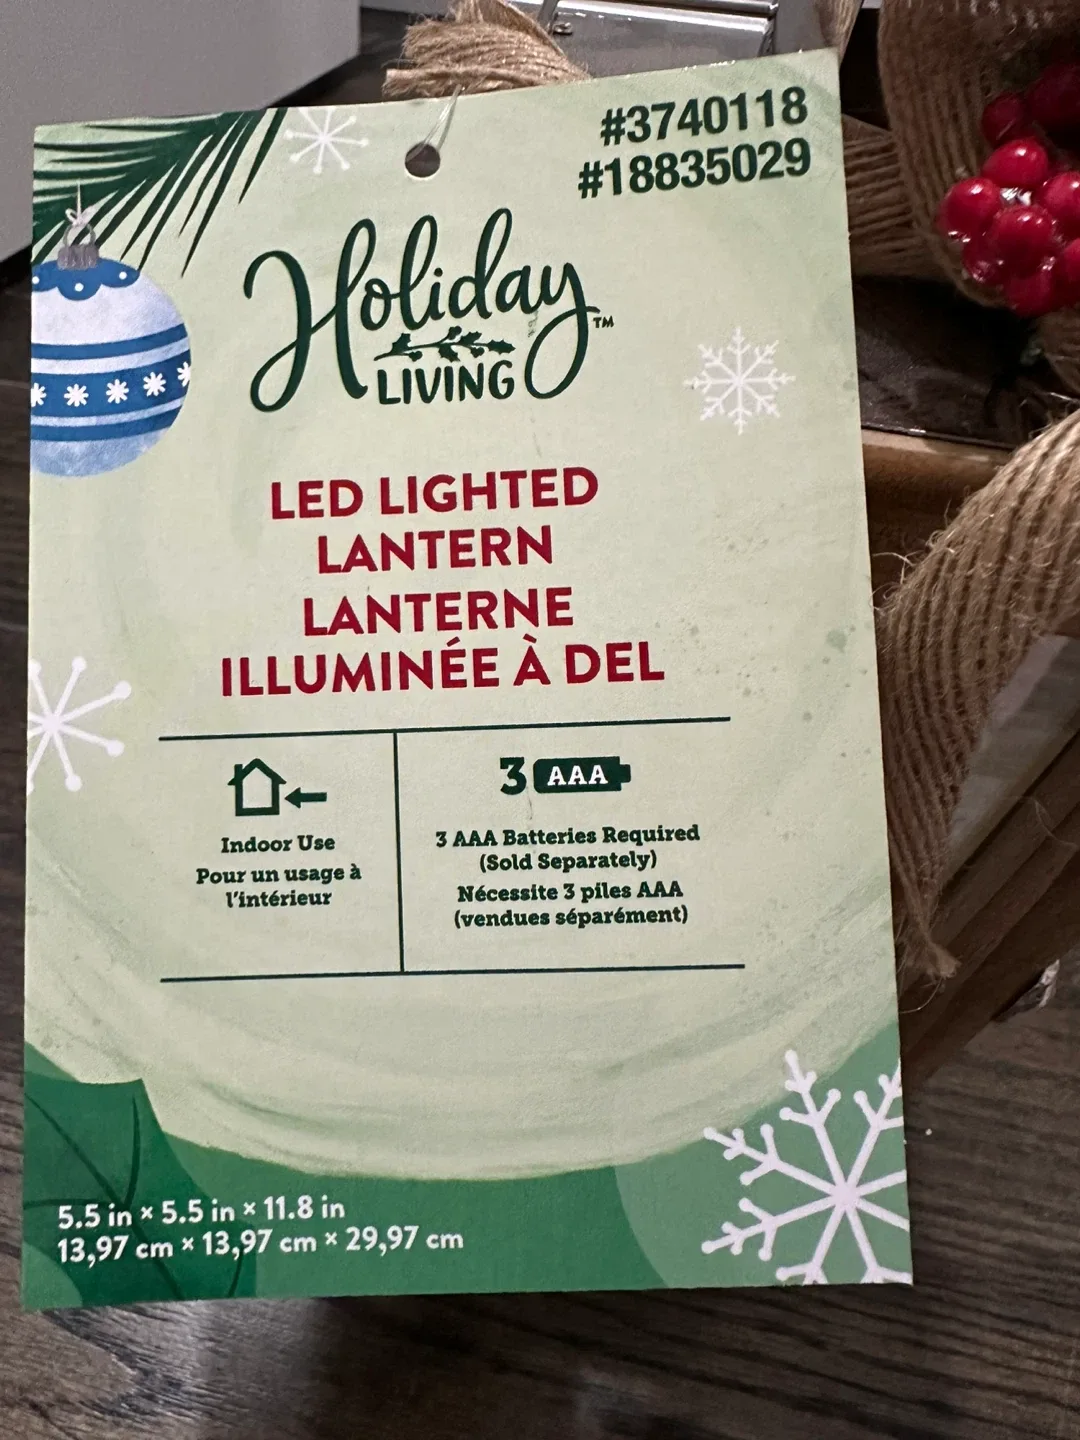 #3740118
#18835029
Holiday™
LIVING
LED LIGHTED
LANTERN
LANTERNE
ILLUMINÉE À DEL
3 AAA
Indoor Use
Pour un usage à
l'intérieur
3 AAA Batteries Required
(Sold Separately)
Nécessite 3 piles AAA
(vendues séparément)
5.5 in × 5.5 in × 11.8 in
13,97 cm × 13,97 cm × 29,97 cm